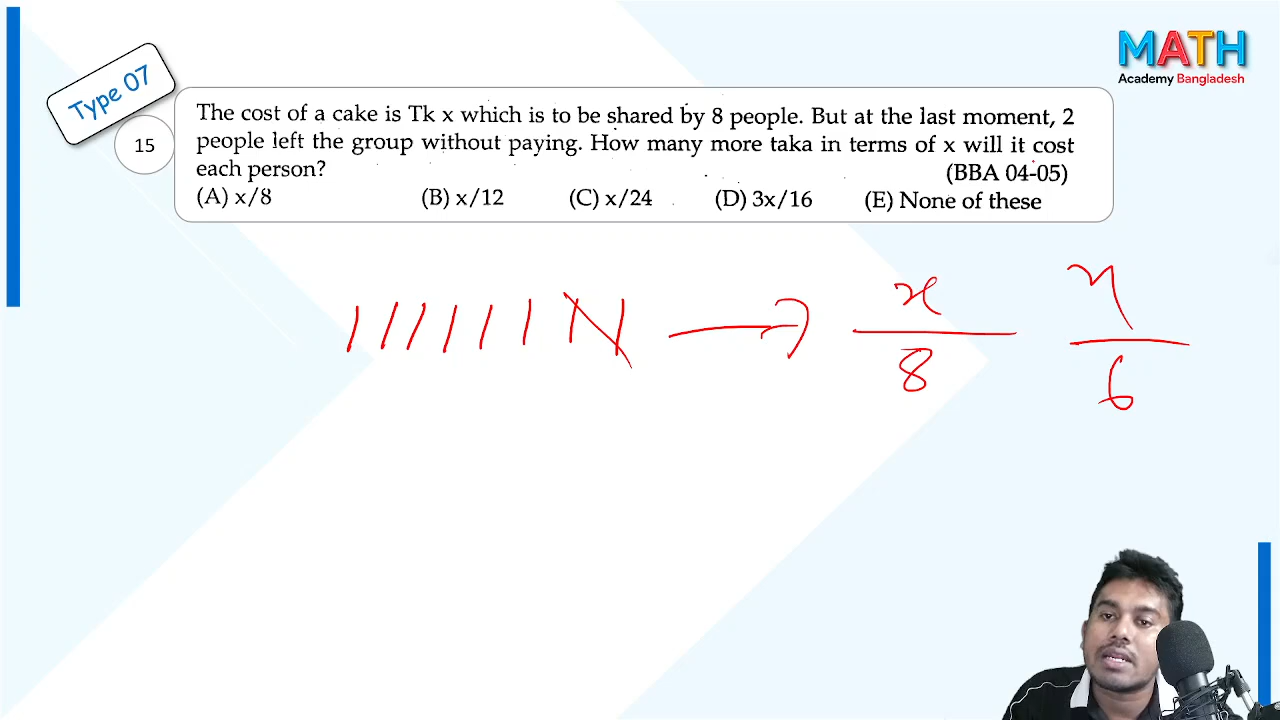 MATH
Academy Bangladesh
Type 07
15
The cost of a cake is Tk x which is to be shared by 8 people. But at the last moment, 2
people left the group without paying. How many more taka in terms of x will it cost
each person?
(BBA 04-05)
(A) x/8 (B) x/12 (C) x/24 (D) 3x/16 (E) None of these
x
8
x
6